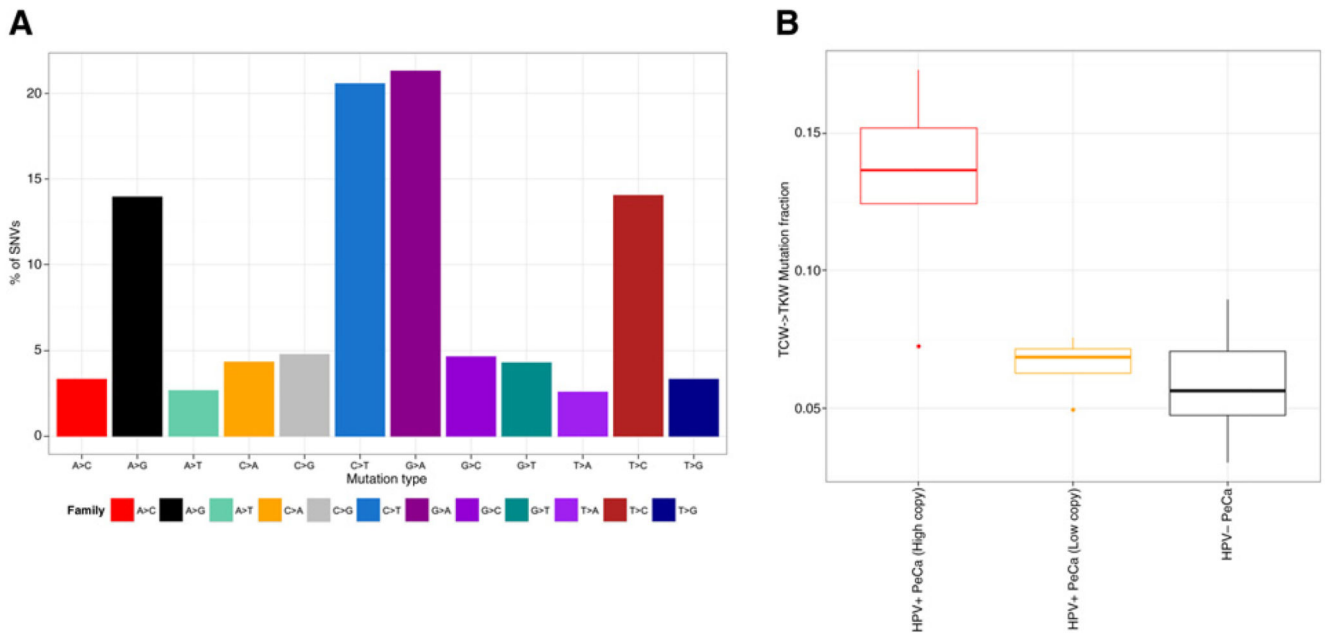 A
% of SNVs
20
15
10
5
0
A>C A>G A>T C>A C>G C>T G>A G>C G>T T>A T>C T>G
Mutation type
Family A>C A>G A>T C>A C>G C>T G>A G>C G>T T>A T>C T>G
B
TCW->TKW Mutation fraction
0.15
0.10
0.05
HPV+ PeCa (High copy)
HPV+ PeCa (Low copy)
HPV− PeCa